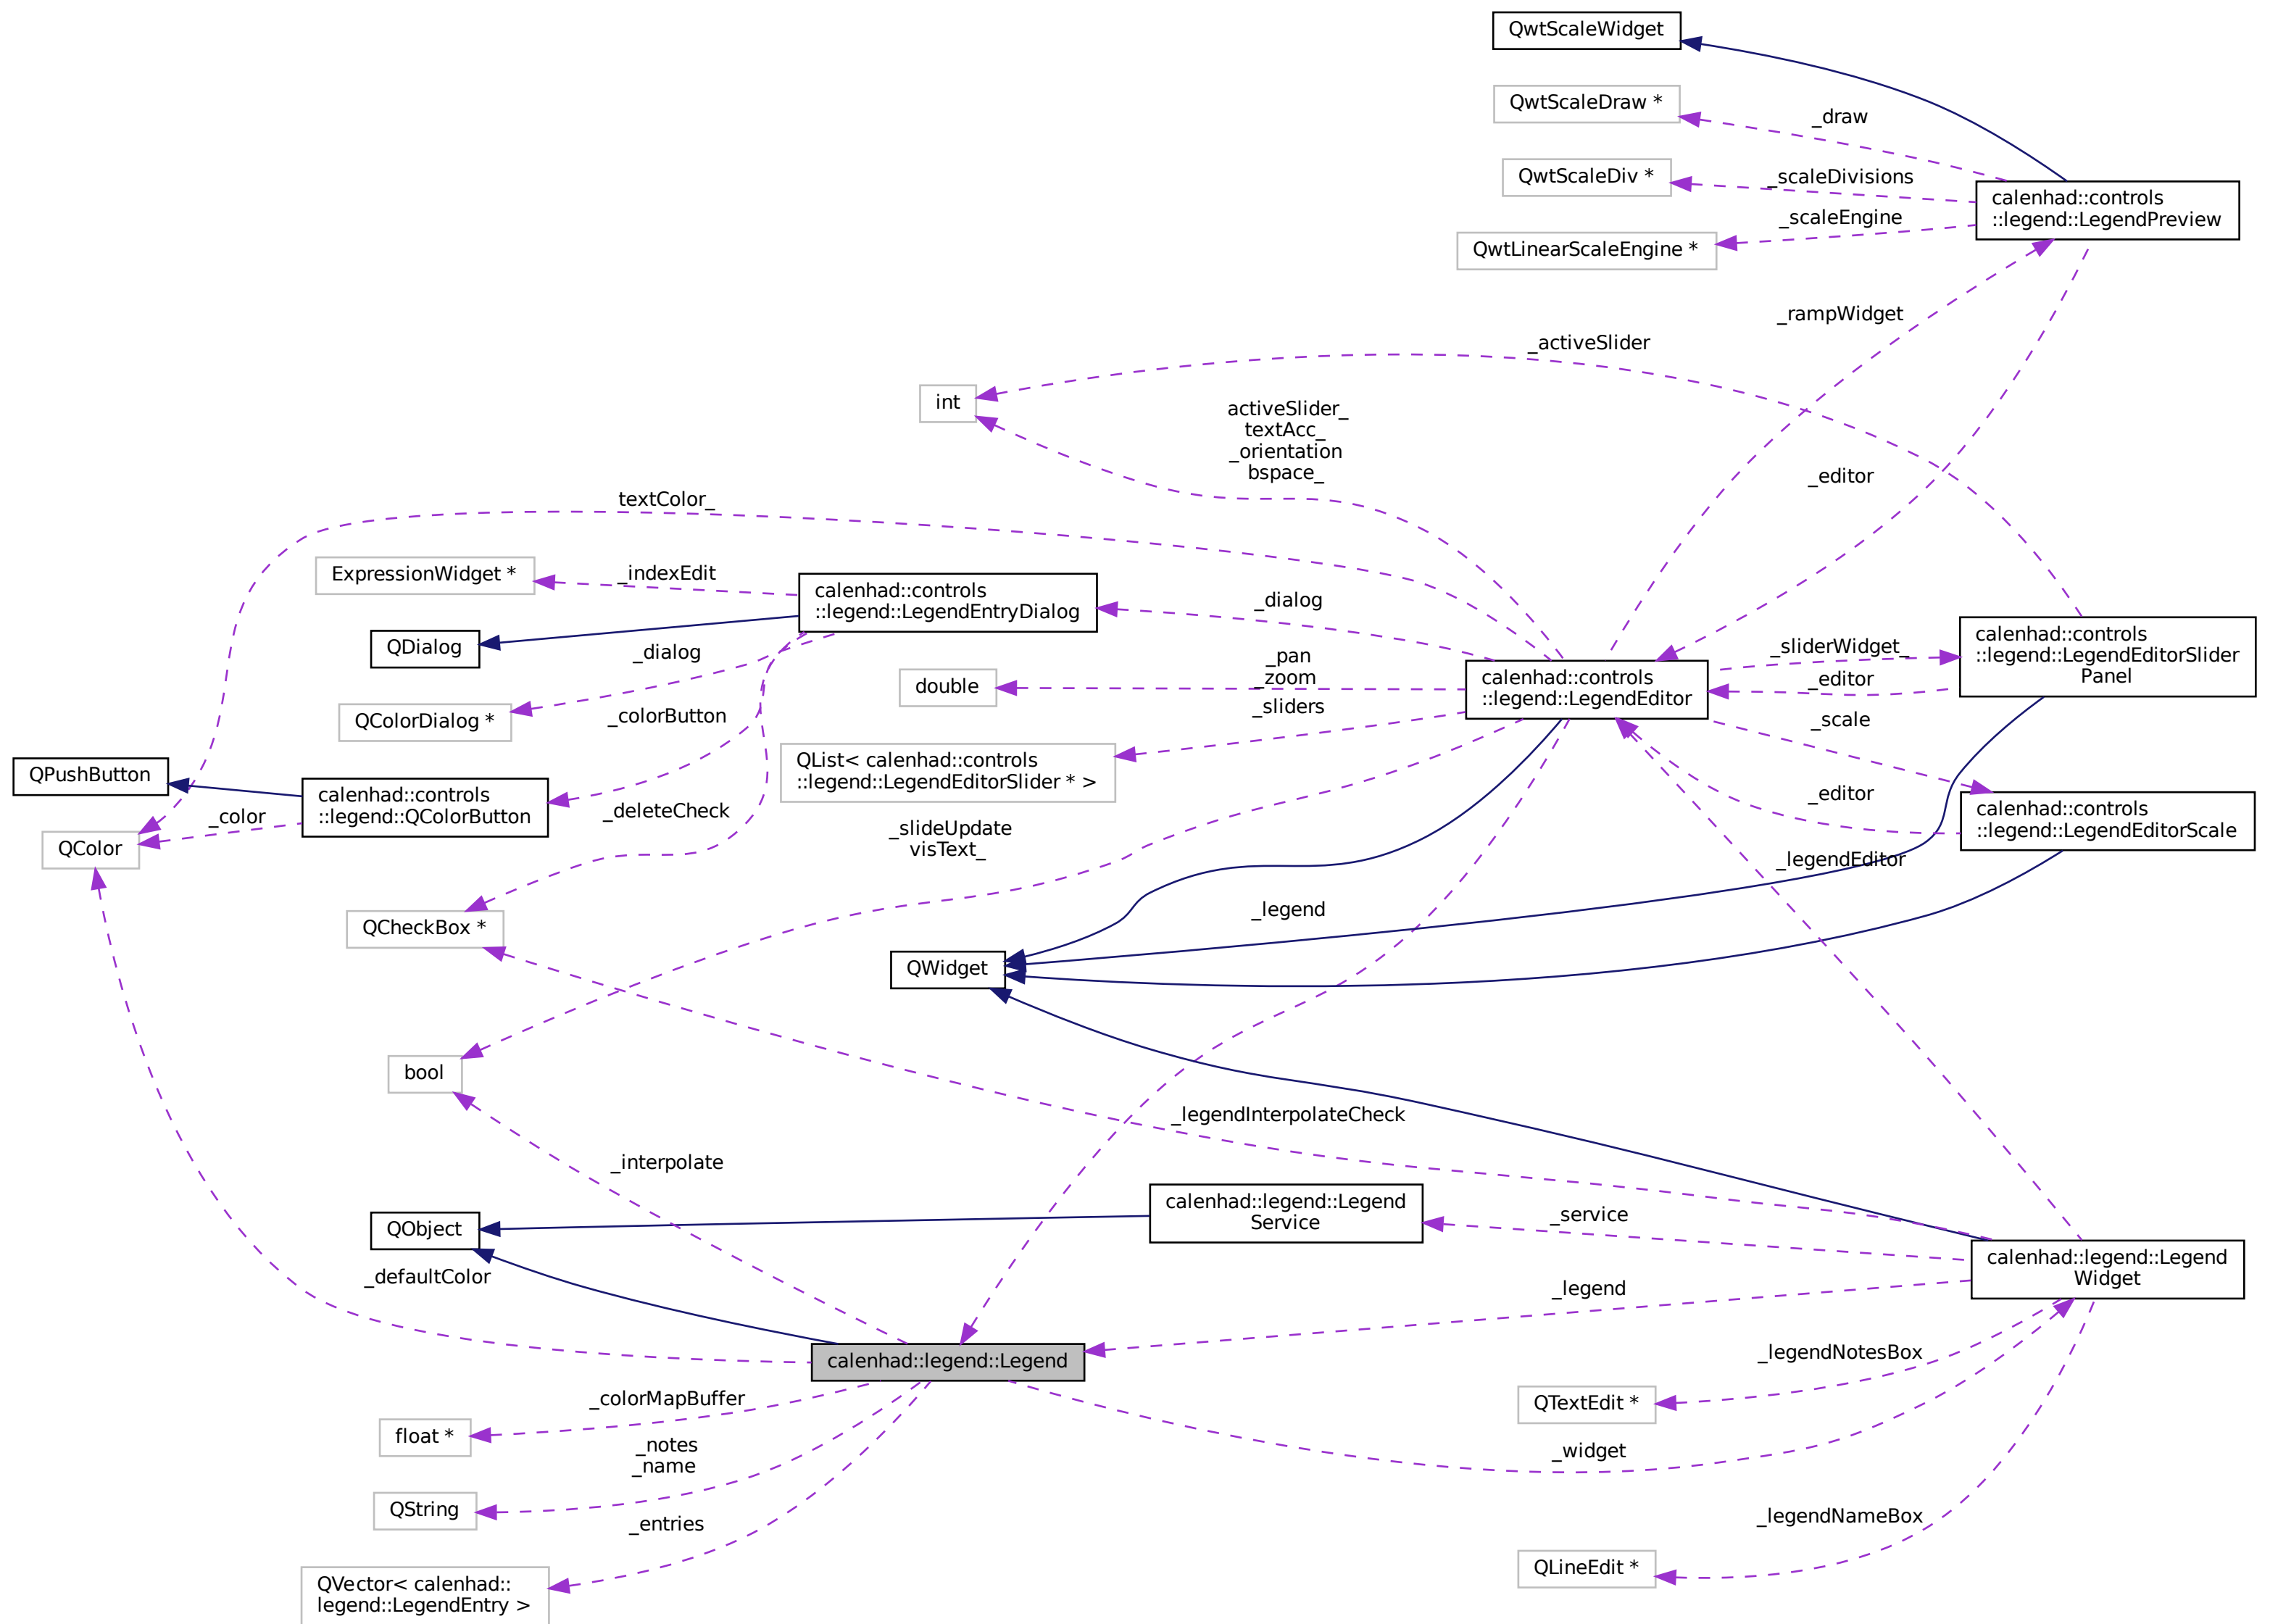 QwtScaleWidget
QwtScaleDraw *
_draw
QwtScaleDiv *
_scaleDivisions
calenhad::controls
::legend::LegendPreview
_scaleEngine
QwtLinearScaleEngine *
_rampWidget
_activeSlider
int
activeSlider_
textAcc_
_orientation
bspace_
_editor
textColor_
ExpressionWidget *
_indexEdit
calenhad::controls
::legend::LegendEntryDialog
_dialog
QDialog
_dialog
_pan
_zoom
double
calenhad::controls
::legend::LegendEditor
_sliderWidget_
_editor
calenhad::controls
::legend::LegendEditorSlider
Panel
QColorDialog *
_colorButton
_sliders
_scale
QPushButton
QList< calenhad::controls
::legend::LegendEditorSlider * >
calenhad::controls
::legend::QColorButton
_color
_deleteCheck
_editor
calenhad::controls
::legend::LegendEditorScale
QColor
_slideUpdate
visText_
_legendEditor
QCheckBox *
_legend
QWidget
bool
_legendInterpolateCheck
_interpolate
calenhad::legend::Legend
Service
QObject
_service
_defaultColor
calenhad::legend::Legend
Widget
_legend
calenhad::legend::Legend
_legendNotesBox
_colorMapBuffer
QTextEdit *
float *
_notes
_name
_widget
QString
_entries
_legendNameBox
QLineEdit *
QVector< calenhad::
legend::LegendEntry >